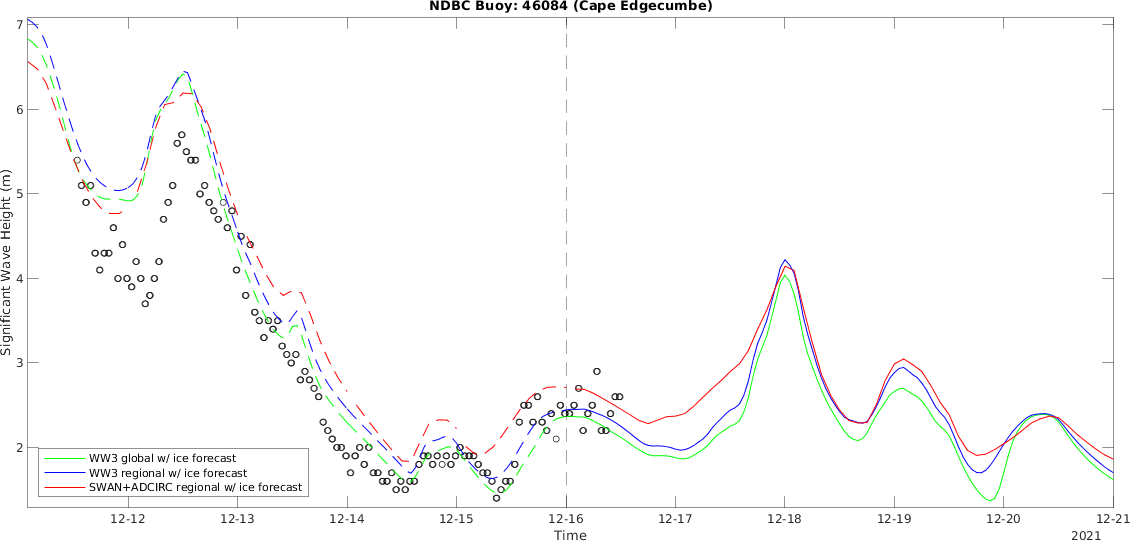 NDBC Buoy: 46084 (Cape Edgecumbe)
7
6
5
4
3
2
Significant Wave Height (m)
WW3 global w/ ice forecast
WW3 regional w/ ice forecast
SWAN+ADCIRC regional w/ ice forecast
12-12 12-13 12-14 12-15 12-16 12-17 12-18 12-19 12-20 12-21
Time
2021